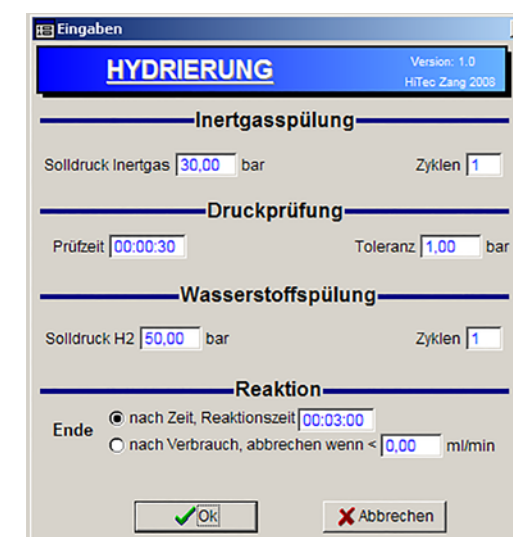 Eingaben
HYDRIERUNG
Version: 1.0
HiTec Zang 2008
Inertgasspülung
Solldruck Inertgas 30,00 bar Zyklen 1
Druckprüfung
Prüfzeit 00:00:30 Toleranz 1,00 bar
Wasserstoffspülung
Solldruck H2 50,00 bar Zyklen 1
Reaktion
Ende
nach Zeit, Reaktionszeit 00:03:00
nach Verbrauch, abbrechen wenn < 0,00 ml/min
Ok Abbrechen